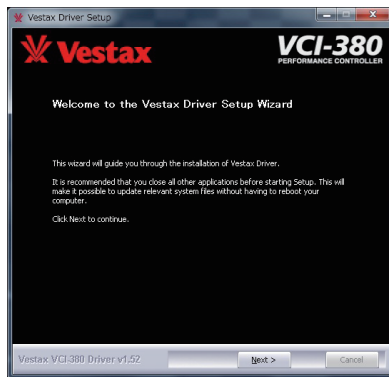 Vestax Driver Setup
Vestax
VCI-380
PERFORMANCE CONTROLLER
Welcome to the Vestax Driver Setup Wizard
This wizard will guide you through the installation of Vestax Driver.
It is recommended that you close all other applications before starting Setup. This will
make it possible to update relevant system files without having to reboot your
computer.
Click Next to continue.
Vestax VCI-380 Driver v1.52
Next >
Cancel